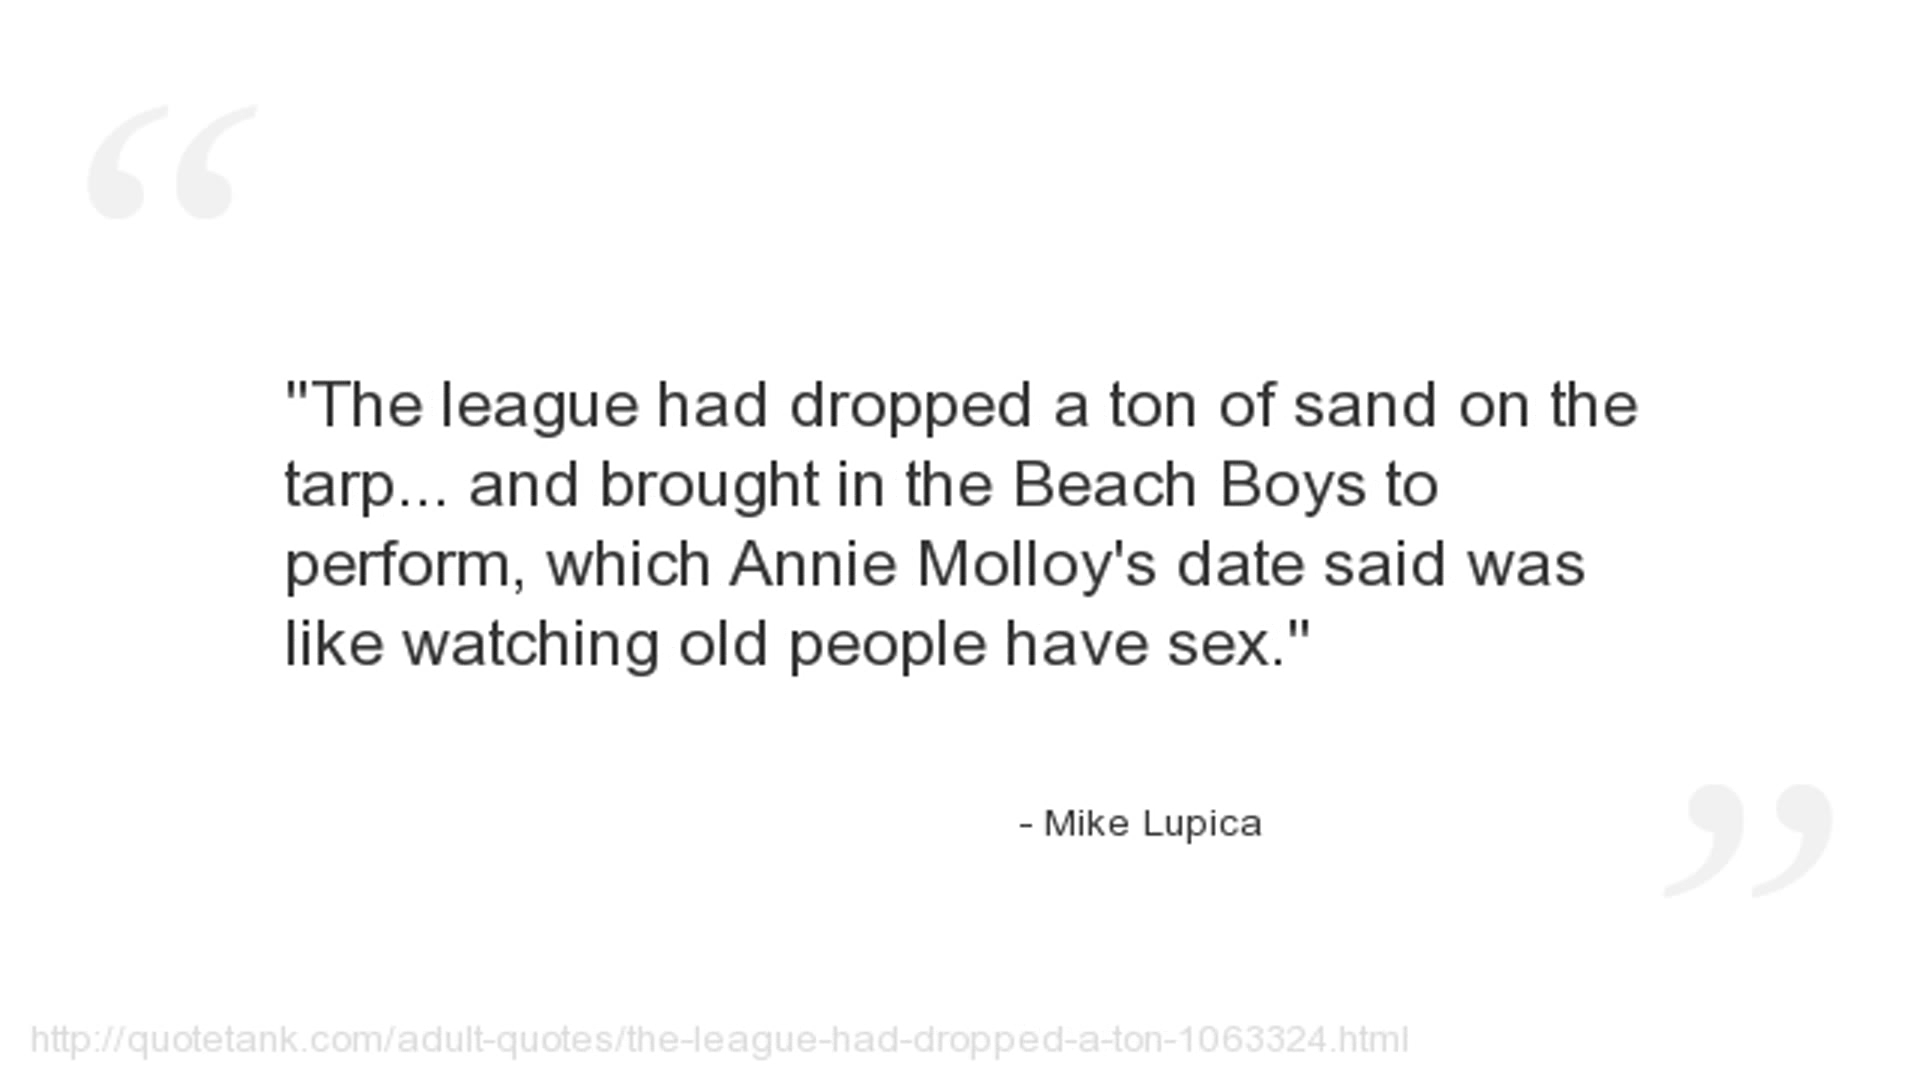 "The league had dropped a ton of sand on the
tarp... and brought in the Beach Boys to
perform, which Annie Molloy's date said was
like watching old people have sex."
- Mike Lupica
http://quotetank.com/adult-quotes/the-league-had-dropped-a-ton-1063324.html